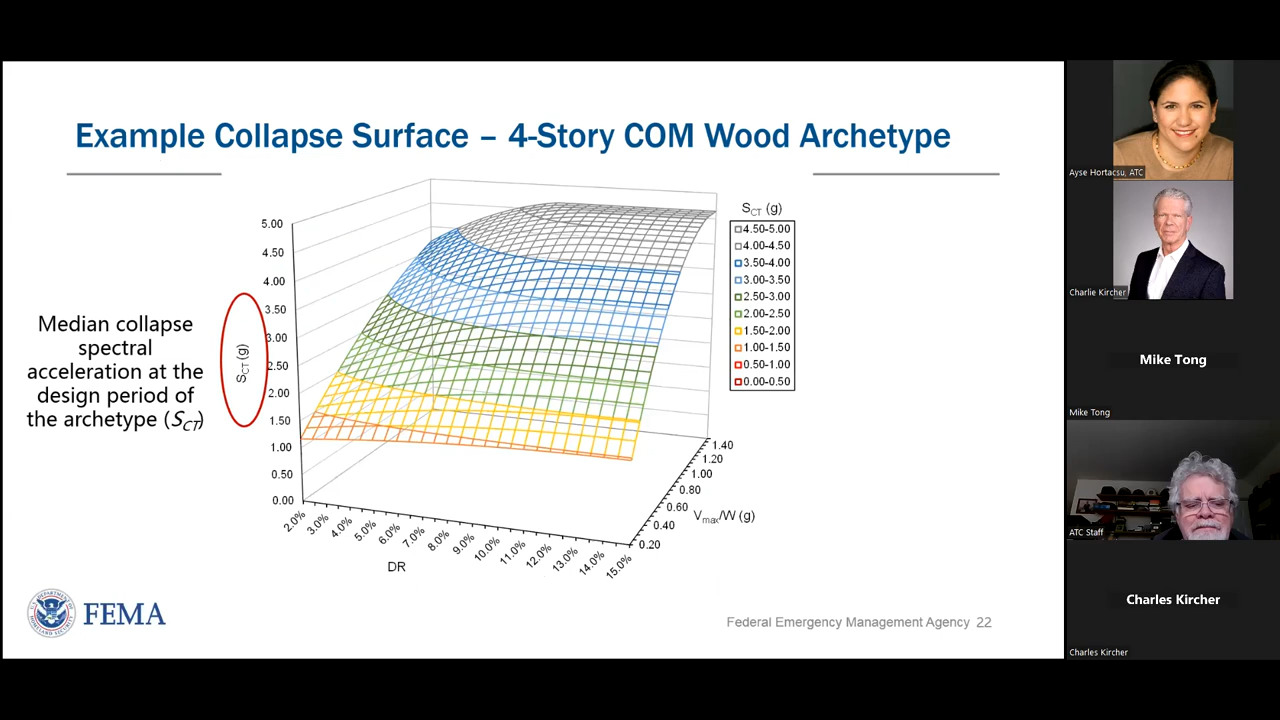 Example Collapse Surface – 4-Story COM Wood Archetype
Median collapse
spectral
acceleration at the
design period of
the archetype (SCT)
SCT (g)
5.00
4.50
4.00
3.50
3.00
2.50
2.00
1.50
1.00
0.50
0.00
2.0%
3.0%
4.0%
5.0%
6.0%
7.0%
8.0%
9.0%
10.0%
11.0%
12.0%
13.0%
14.0%
15.0%
DR
1.40
1.20
1.00
0.80
0.60
0.40
0.20
Vmax/W (g)
SCT (g)
4.50-5.00
4.00-4.50
3.50-4.00
3.00-3.50
2.50-3.00
2.00-2.50
1.50-2.00
1.00-1.50
0.50-1.00
0.00-0.50
FEMA
Federal Emergency Management Agency 22
Ayse Hortacsu, ATC
Charlie Kircher
Mike Tong
Mike Tong
ATC Staff
Charles Kircher
Charles Kircher